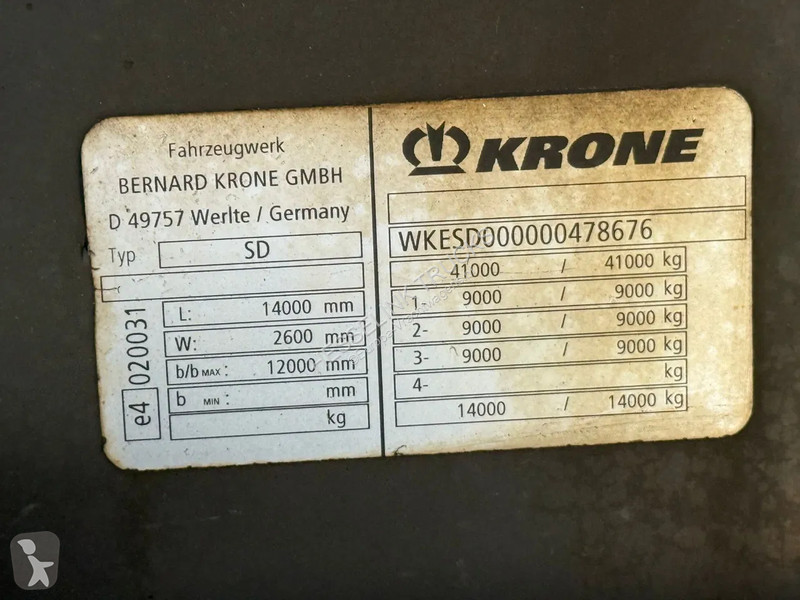 Fahrzeugwerk
BERNARD KRONE GMBH
D 49757 Werlte / Germany
Typ SD
L: 14000 mm
W: 2600 mm
b/b MAX : 12000 mm
b MIN : mm
kg
e4 020031
KRONE
WKESD000000478676
41000 / 41000 kg
1- 9000 / 9000 kg
2- 9000 / 9000 kg
3- 9000 / 9000 kg
4- kg
14000 / 14000 kg